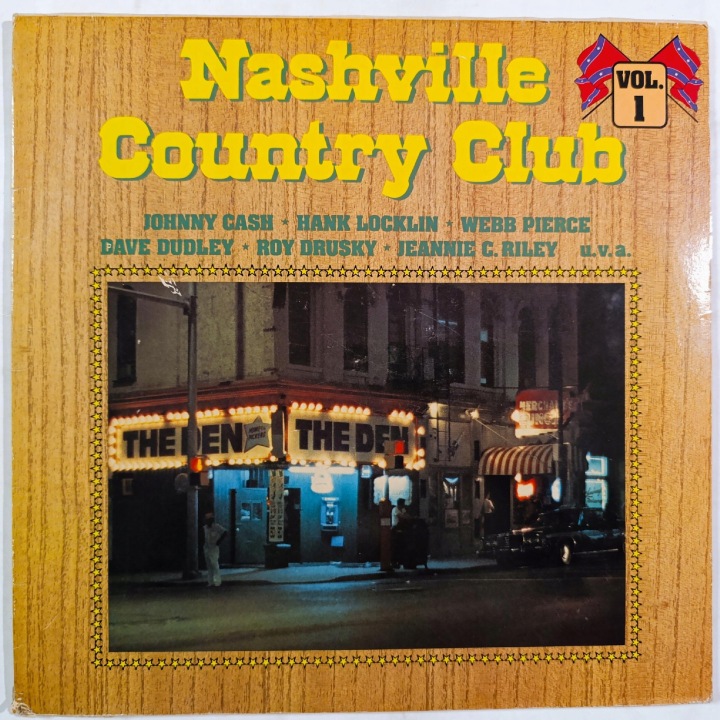 Nashville
Country Club
VOL.
1
JOHNNY CASH * HANK LOCKLIN * WEBB PIERCE
DAVE DUDLEY * ROY DRUSKY * JEANNIE C. RILEY u.v.a.
THE DEN
THE DEN